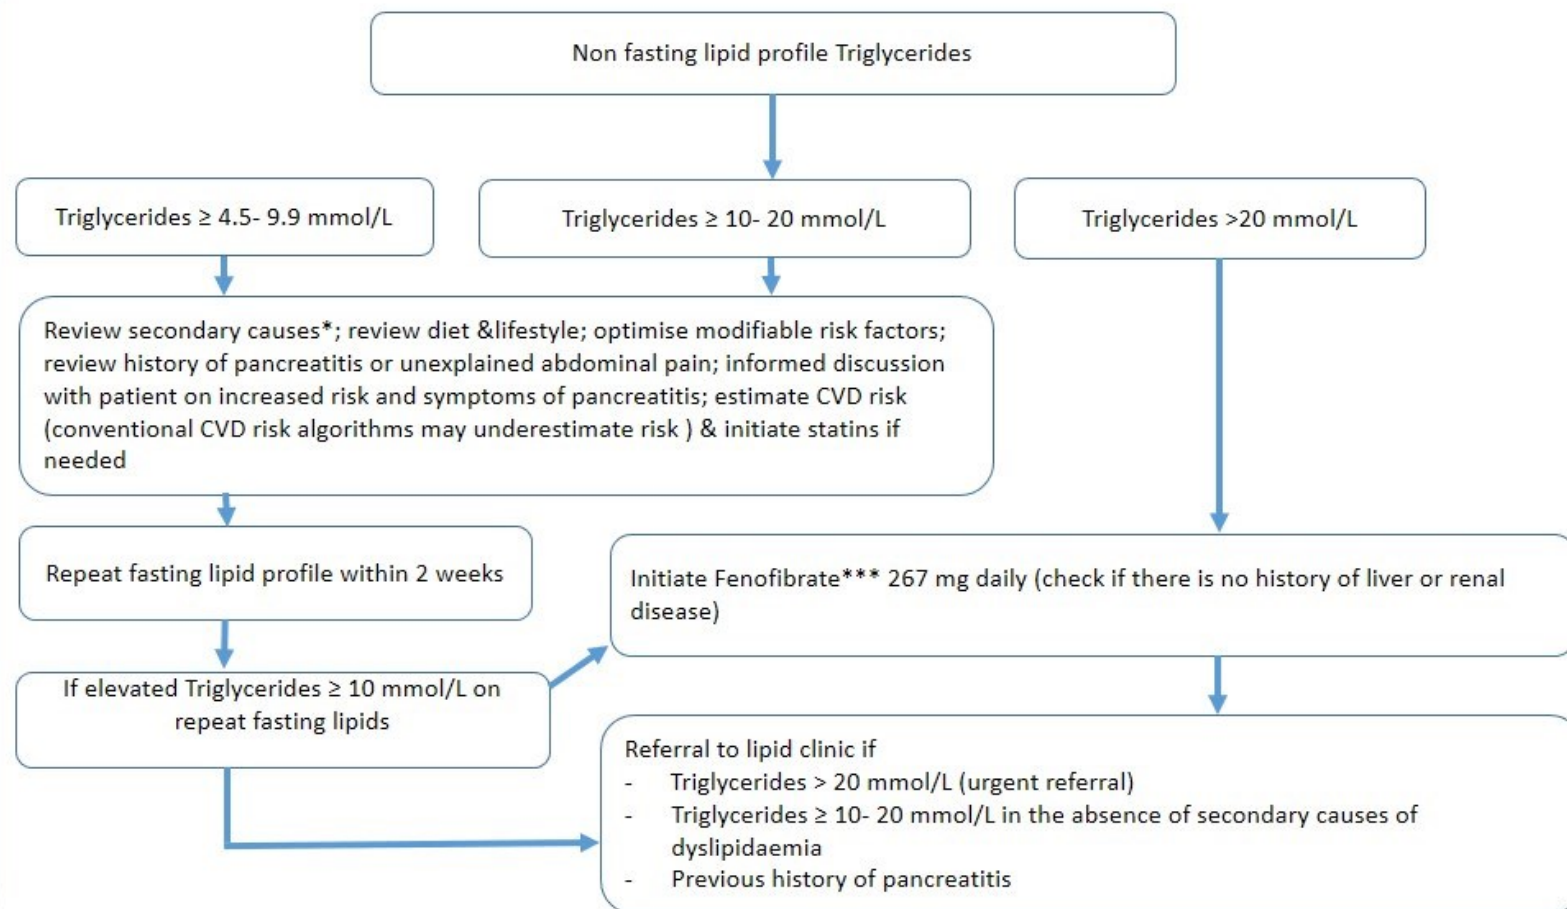 Non fasting lipid profile Triglycerides
Triglycerides ≥ 4.5- 9.9 mmol/L
Triglycerides ≥ 10- 20 mmol/L
Triglycerides >20 mmol/L
Review secondary causes*; review diet &lifestyle; optimise modifiable risk factors;
review history of pancreatitis or unexplained abdominal pain; informed discussion
with patient on increased risk and symptoms of pancreatitis; estimate CVD risk
(conventional CVD risk algorithms may underestimate risk ) & initiate statins if
needed
Repeat fasting lipid profile within 2 weeks
Initiate Fenofibrate*** 267 mg daily (check if there is no history of liver or renal
disease)
If elevated Triglycerides ≥ 10 mmol/L on
repeat fasting lipids
Referral to lipid clinic if
- Triglycerides > 20 mmol/L (urgent referral)
- Triglycerides ≥ 10- 20 mmol/L in the absence of secondary causes of
dyslipidaemia
- Previous history of pancreatitis